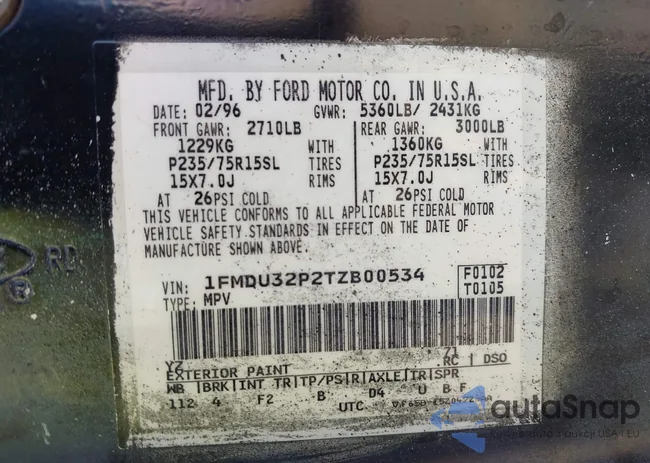 MFD. BY FORD MOTOR CO. IN U.S.A.
DATE: 02/96 GVWR: 5360LB/ 2431KG
FRONT GAWR: 2710LB REAR GAWR: 3000LB
1229KG WITH 1360KG WITH
P235/75R15SL TIRES P235/75R15SL TIRES
15X7.0J RIMS 15X7.0J RIMS
AT 26PSI COLD AT 26PSI COLD
THIS VEHICLE CONFORMS TO ALL APPLICABLE FEDERAL MOTOR
VEHICLE SAFETY STANDARDS IN EFFECT ON THE DATE OF
MANUFACTURE SHOWN ABOVE.
RD
®
VIN: 1FMDU32P2TZB00534 F0102
TYPE: MPV T0105
YZ 71
EXTERIOR PAINT RC DSO
WB BRK INT TR TP/PS R AXLE TR SPR
112 4 F2 B D4 U B F
UTC
autoSnap